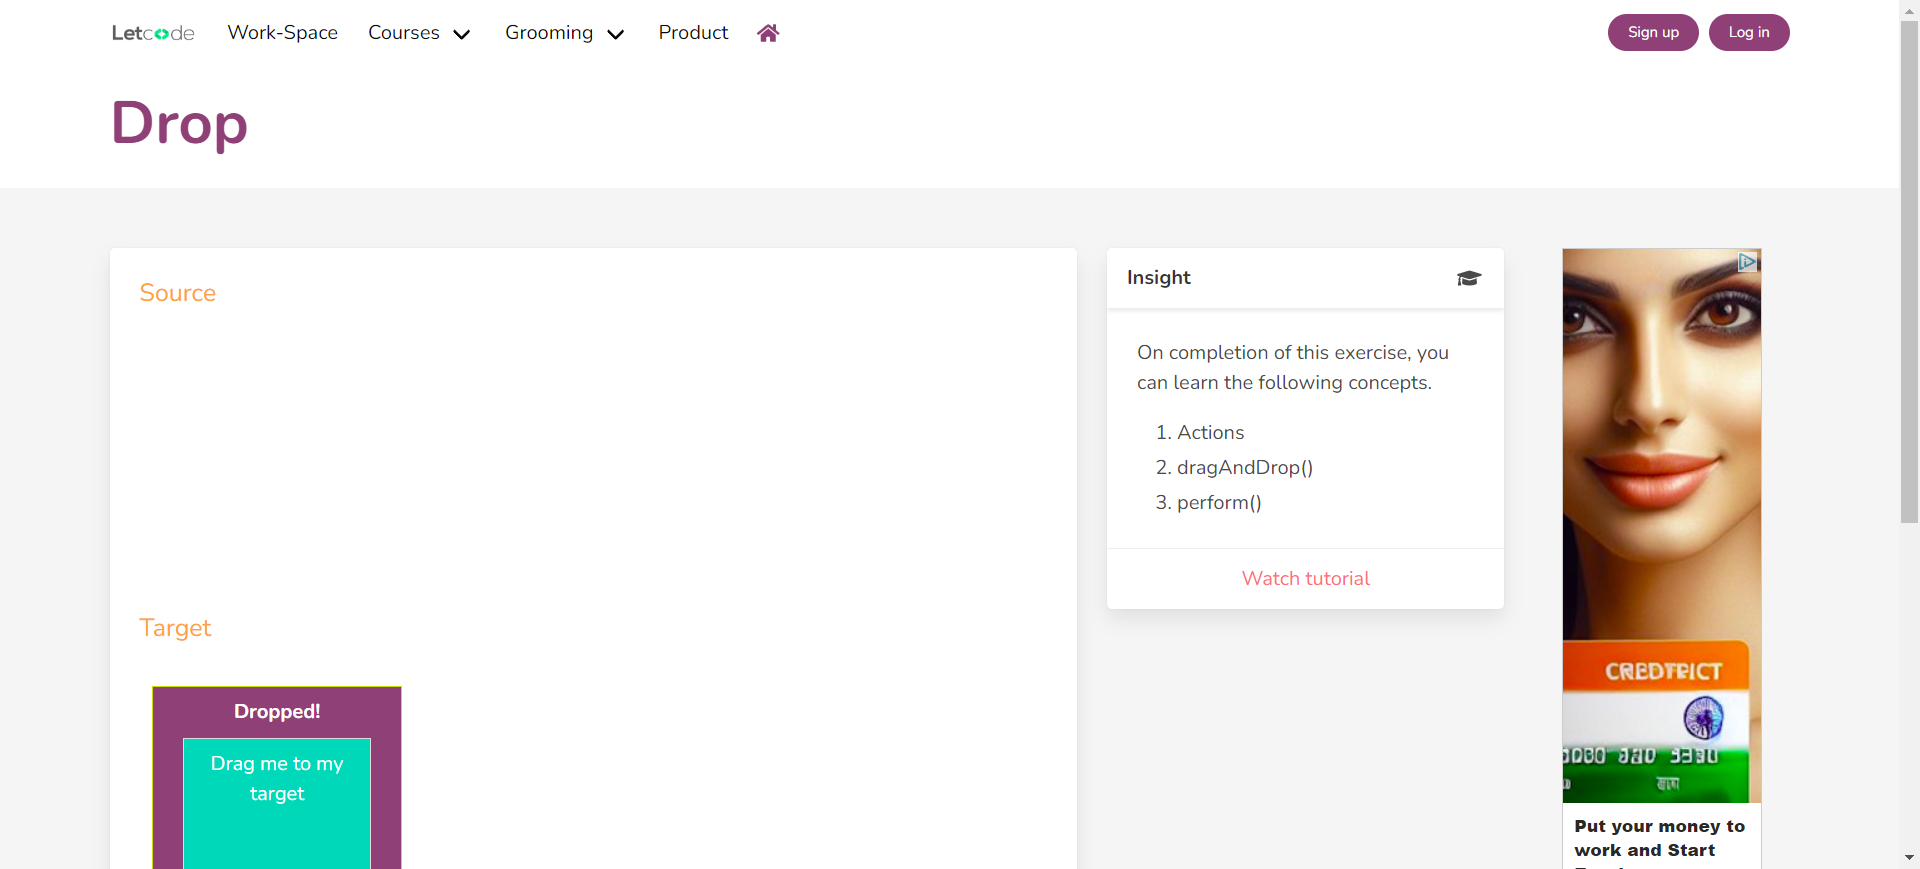 Letcode Work-Space Courses Grooming Product Sign up Log in
Drop
Source
Target
Dropped!
Drag me to my
target
Insight
On completion of this exercise, you
can learn the following concepts.
1. Actions
2. dragAndDrop()
3. perform()
Watch tutorial
CREDTRICT
Put your money to
work and Start